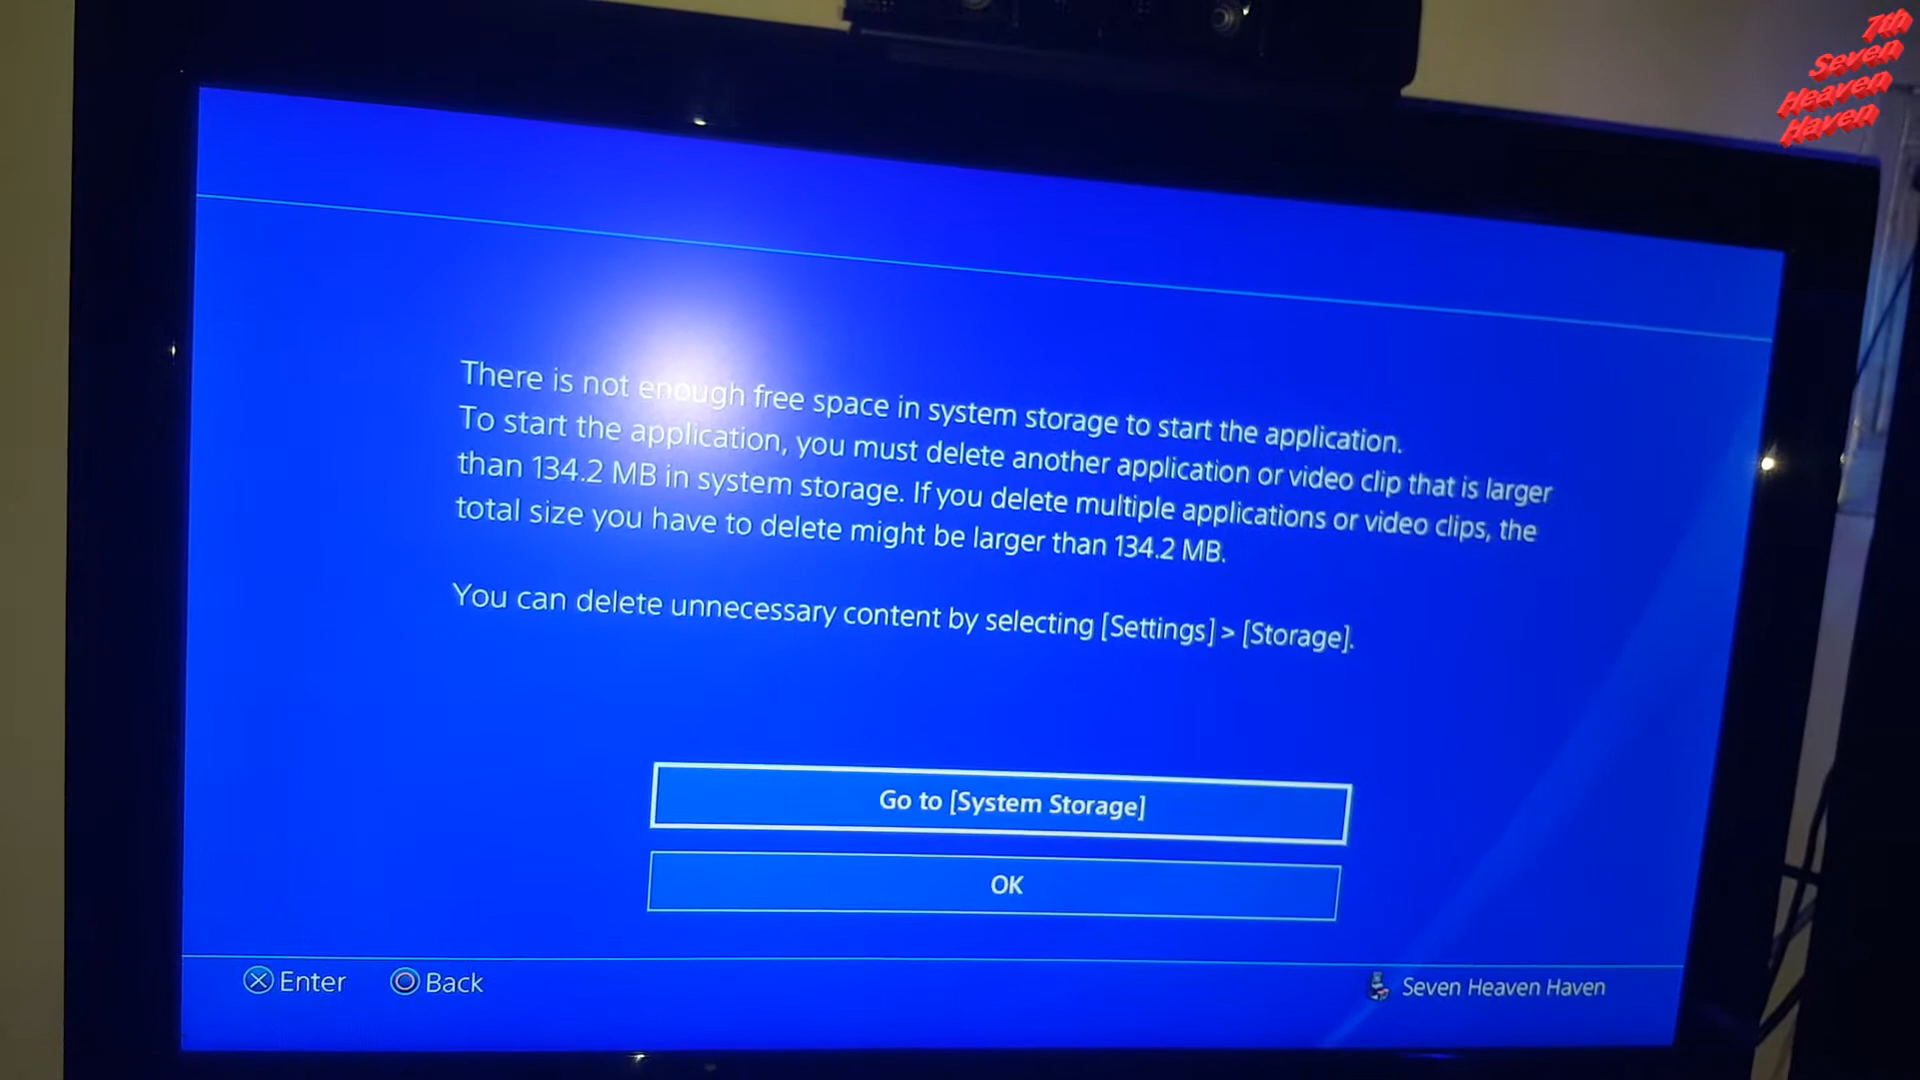 7th
Seven
Heaven
Haven
There is not enough free space in system storage to start the application.
To start the application, you must delete another application or video clip that is larger
than 134.2 MB in system storage. If you delete multiple applications or video clips, the
total size you have to delete might be larger than 134.2 MB.
You can delete unnecessary content by selecting [Settings] > [Storage].
Go to [System Storage]
OK
Enter Back
Seven Heaven Haven